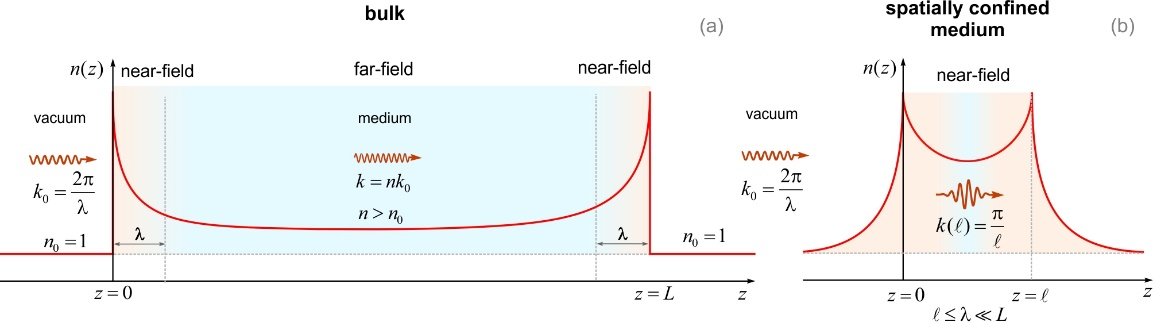 bulk
(a)
n(z)
near-field
far-field
near-field
vacuum
medium
k₀ = 2π/λ
k = nk₀
n > n₀
n₀ = 1
λ
λ
n₀ = 1
z = 0
z = L
z
spatially confined
medium
(b)
n(z)
near-field
vacuum
k₀ = 2π/λ
k(ℓ) = π/ℓ
z = 0
z = ℓ
z
ℓ ≤ λ ≪ L